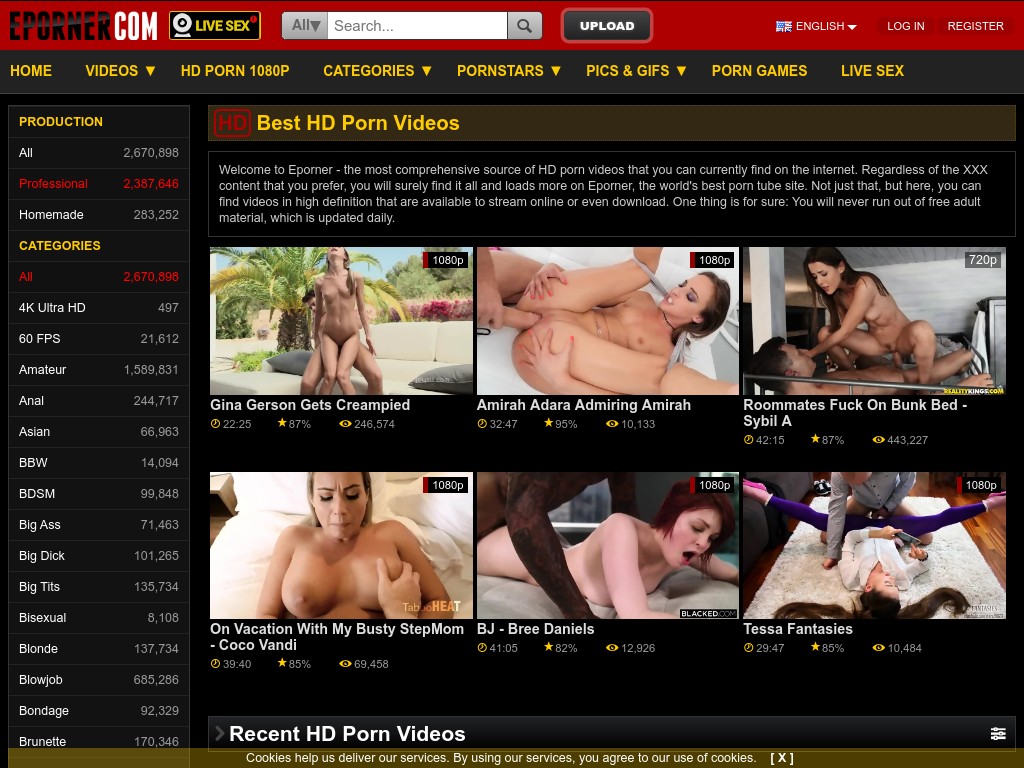 EPORNER.COM LIVE SEX All▼ Search... UPLOAD ENGLISH LOG IN REGISTER
HOME VIDEOS ▼ HD PORN 1080P CATEGORIES ▼ PORNSTARS ▼ PICS & GIFS ▼ PORN GAMES LIVE SEX
PRODUCTION
All 2,670,898
Professional 2,387,646
Homemade 283,252
CATEGORIES
All 2,670,898
4K Ultra HD 497
60 FPS 21,612
Amateur 1,589,831
Anal 244,717
Asian 66,963
BBW 14,094
BDSM 99,848
Big Ass 71,463
Big Dick 101,265
Big Tits 135,734
Bisexual 8,108
Blonde 137,734
Blowjob 685,286
Bondage 92,329
Brunette 170,346
HD Best HD Porn Videos
Welcome to Eporner - the most comprehensive source of HD porn videos that you can currently find on the internet. Regardless of the XXX
content that you prefer, you will surely find it all and loads more on Eporner, the world's best porn tube site. Not just that, but here, you can
find videos in high definition that are available to stream online or even download. One thing is for sure: You will never run out of free adult
material, which is updated daily.
1080p
Gina Gerson Gets Creampied
22:25 87% 246,574
1080p
Amirah Adara Admiring Amirah
32:47 95% 10,133
720p
REALITYKINGS.COM
Roommates Fuck On Bunk Bed -
Sybil A
42:15 87% 443,227
1080p
TabooHEAT
On Vacation With My Busty StepMom
- Coco Vandi
39:40 85% 69,458
1080p
BLACKED.COM
BJ - Bree Daniels
41:05 82% 12,926
1080p
Tessa Fantasies
29:47 85% 10,484
Recent HD Porn Videos
Cookies help us deliver our services. By using our services, you agree to our use of cookies. [ X ]